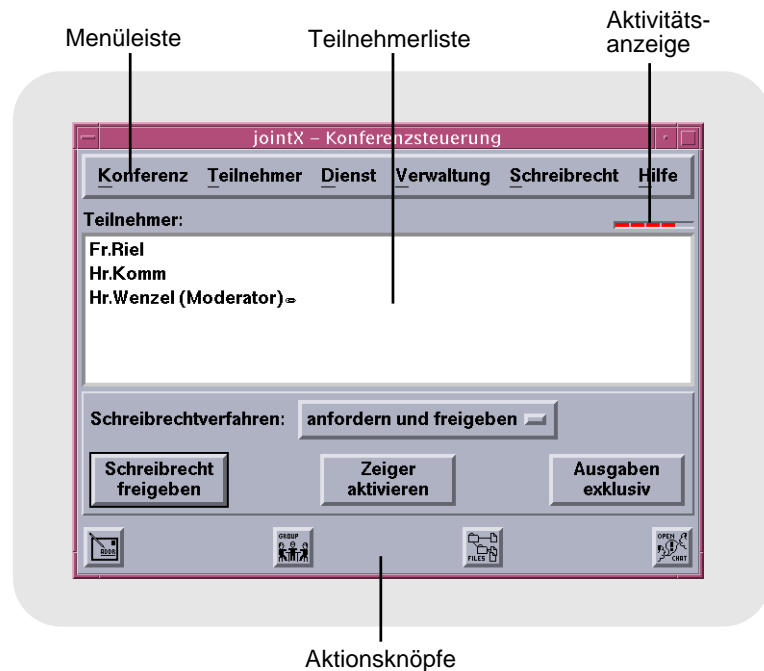 Menüleiste
Teilnehmerliste
Aktivitäts-
anzeige
jointX – Konferenzsteuerung
Konferenz Teilnehmer Dienst Verwaltung Schreibrecht Hilfe
Teilnehmer:
Fr.Riel
Hr.Komm
Hr.Wenzel (Moderator)
Schreibrechtverfahren: anfordern und freigeben
Schreibrecht
freigeben
Zeiger
aktivieren
Ausgaben
exklusiv
ADDR
GROUP
FILES
OPEN
CHAT
Aktionsknöpfe